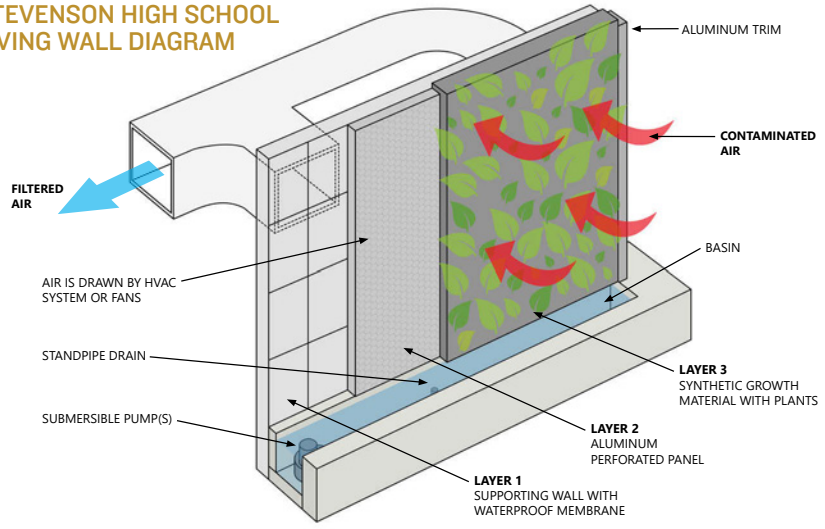 TEVENSON HIGH SCHOOL
VING WALL DIAGRAM
ALUMINUM TRIM
CONTAMINATED
AIR
FILTERED
AIR
BASIN
AIR IS DRAWN BY HVAC
SYSTEM OR FANS
STANDPIPE DRAIN
LAYER 3
SYNTHETIC GROWTH
MATERIAL WITH PLANTS
SUBMERSIBLE PUMP(S)
LAYER 2
ALUMINUM
PERFORATED PANEL
LAYER 1
SUPPORTING WALL WITH
WATERPROOF MEMBRANE